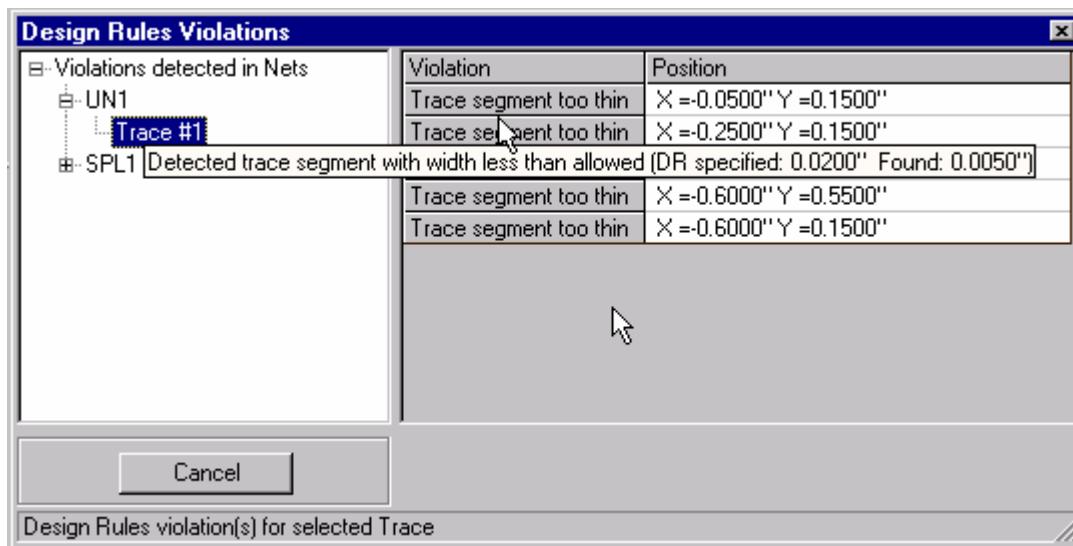 Design Rules Violations
Violations detected in Nets
UN1
Trace #1
SPL1
Violation Position
Trace segment too thin X =-0.0500" Y =0.1500"
Trace segment too thin X =-0.2500" Y =0.1500"
Detected trace segment with width less than allowed (DR specified: 0.0200" Found: 0.0050")
Trace segment too thin X =-0.6000" Y =0.5500"
Trace segment too thin X =-0.6000" Y =0.1500"
Cancel
Design Rules violation(s) for selected Trace